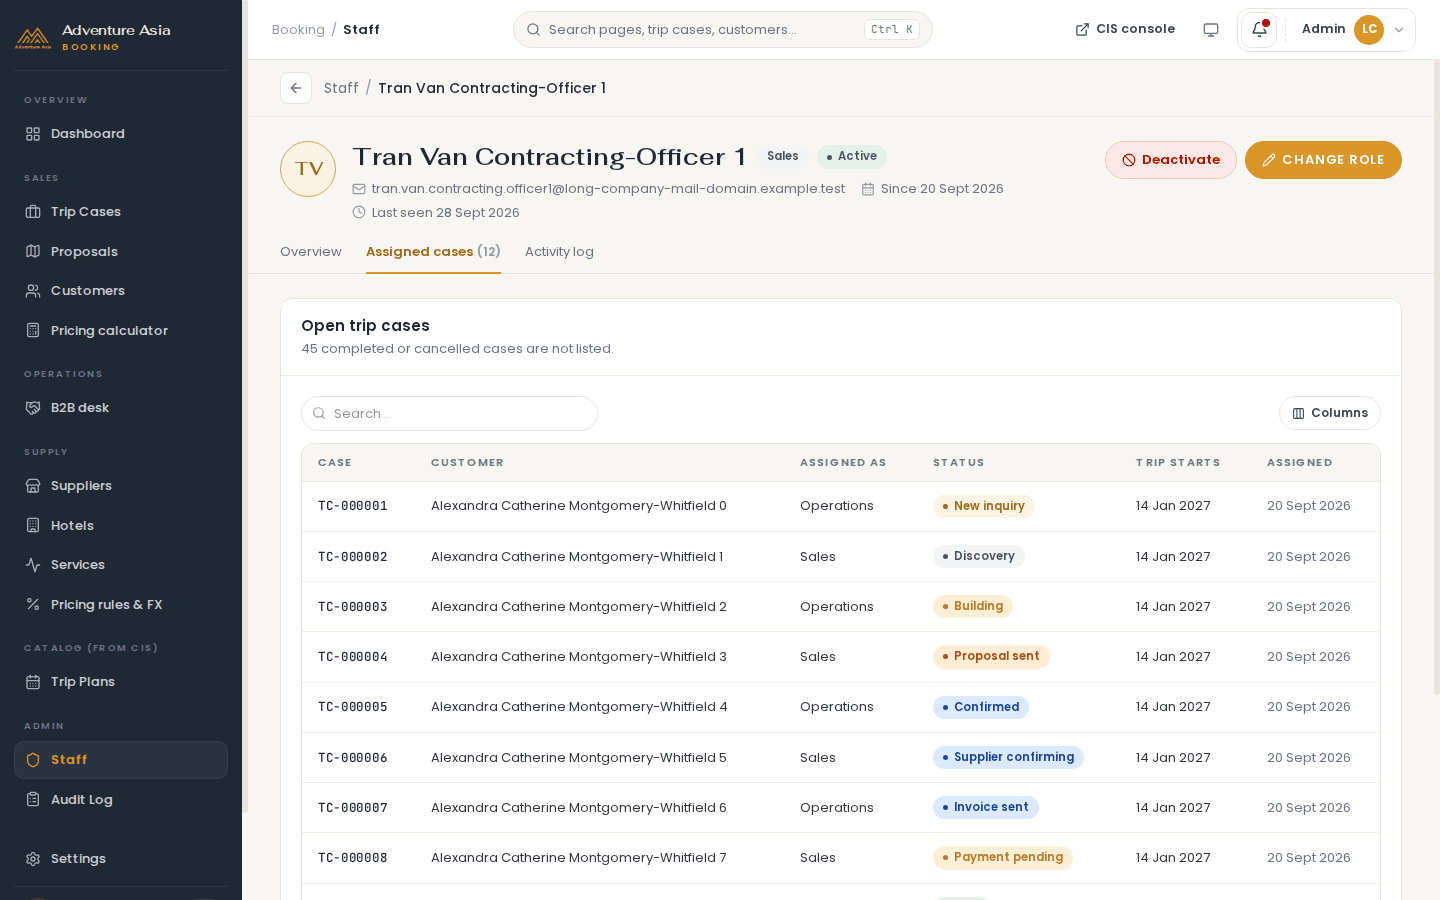 Adventure Asia
BOOKING
Adventure Asia
OVERVIEW
Dashboard
SALES
Trip Cases
Proposals
Customers
Pricing calculator
OPERATIONS
B2B desk
SUPPLY
Suppliers
Hotels
Services
Pricing rules & FX
CATALOG (FROM CIS)
Trip Plans
ADMIN
Staff
Audit Log
Settings
Booking / Staff
Search pages, trip cases, customers...
Ctrl K
CIS console
Admin
LC
Staff / Tran Van Contracting-Officer 1
TV
Tran Van Contracting-Officer 1
Sales
Active
tran.van.contracting.officer1@long-company-mail-domain.example.test
Since 20 Sept 2026
Last seen 28 Sept 2026
Deactivate
CHANGE ROLE
Overview
Assigned cases (12)
Activity log
Open trip cases
45 completed or cancelled cases are not listed.
Search...
Columns
CASE CUSTOMER ASSIGNED AS STATUS TRIP STARTS ASSIGNED
TC-000001 Alexandra Catherine Montgomery-Whitfield 0 Operations New inquiry 14 Jan 2027 20 Sept 2026
TC-000002 Alexandra Catherine Montgomery-Whitfield 1 Sales Discovery 14 Jan 2027 20 Sept 2026
TC-000003 Alexandra Catherine Montgomery-Whitfield 2 Operations Building 14 Jan 2027 20 Sept 2026
TC-000004 Alexandra Catherine Montgomery-Whitfield 3 Sales Proposal sent 14 Jan 2027 20 Sept 2026
TC-000005 Alexandra Catherine Montgomery-Whitfield 4 Operations Confirmed 14 Jan 2027 20 Sept 2026
TC-000006 Alexandra Catherine Montgomery-Whitfield 5 Sales Supplier confirming 14 Jan 2027 20 Sept 2026
TC-000007 Alexandra Catherine Montgomery-Whitfield 6 Operations Invoice sent 14 Jan 2027 20 Sept 2026
TC-000008 Alexandra Catherine Montgomery-Whitfield 7 Sales Payment pending 14 Jan 2027 20 Sept 2026